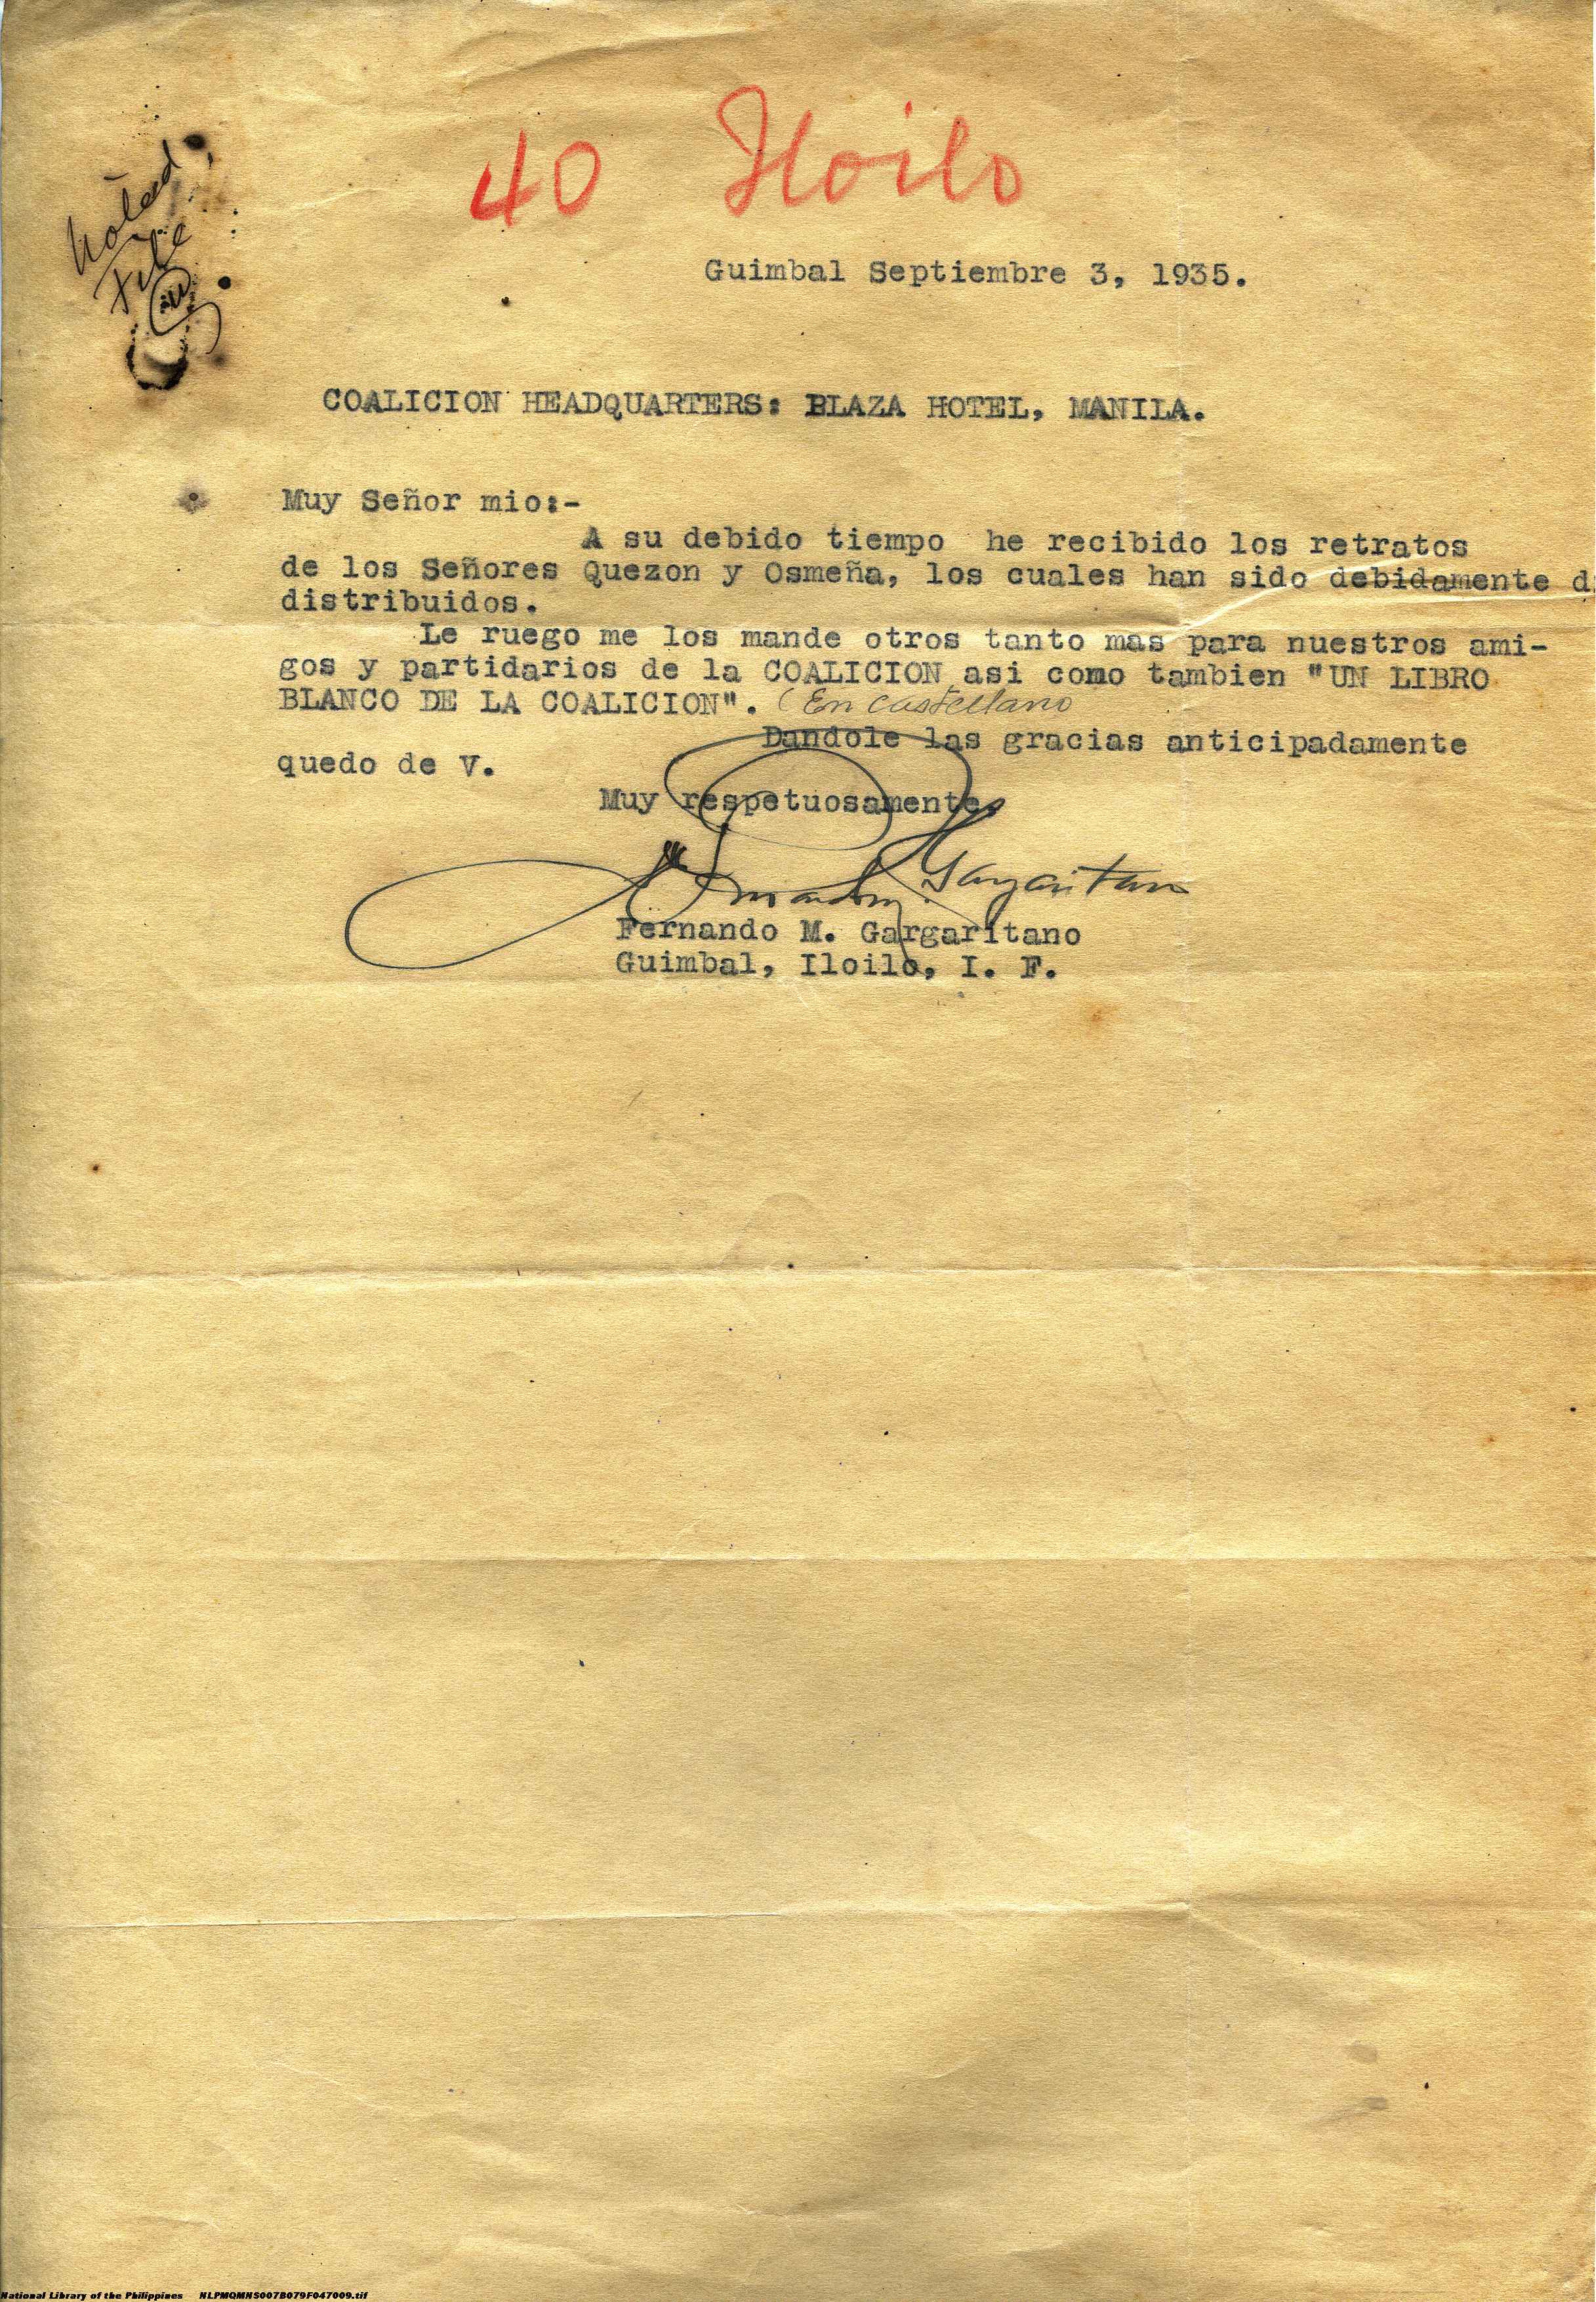 Noted,
File
40 Iloilo
Guimbal Septiembre 3, 1935.
COALICION HEADQUARTERS: PLAZA HOTEL, MANILA.
Muy Señor mio:-
A su debido tiempo he recibido los retratos
de los Señores Quezon y Osmeña, los cuales han sido debidamente di
distribuidos.
Le ruego me los mande otros tanto mas para nuestros ami-
gos y partidarios de la COALICION asi como tambien "UN LIBRO
BLANCO DE LA COALICION". (En castellano
Dandole las gracias anticipadamente
quedo de V.
Muy respetuosamente,
Fernando M. Gargaritano
Guimbal, Iloilo, I. F.
National Library of the Philippines NLPMQMNS007B079F047009.tif